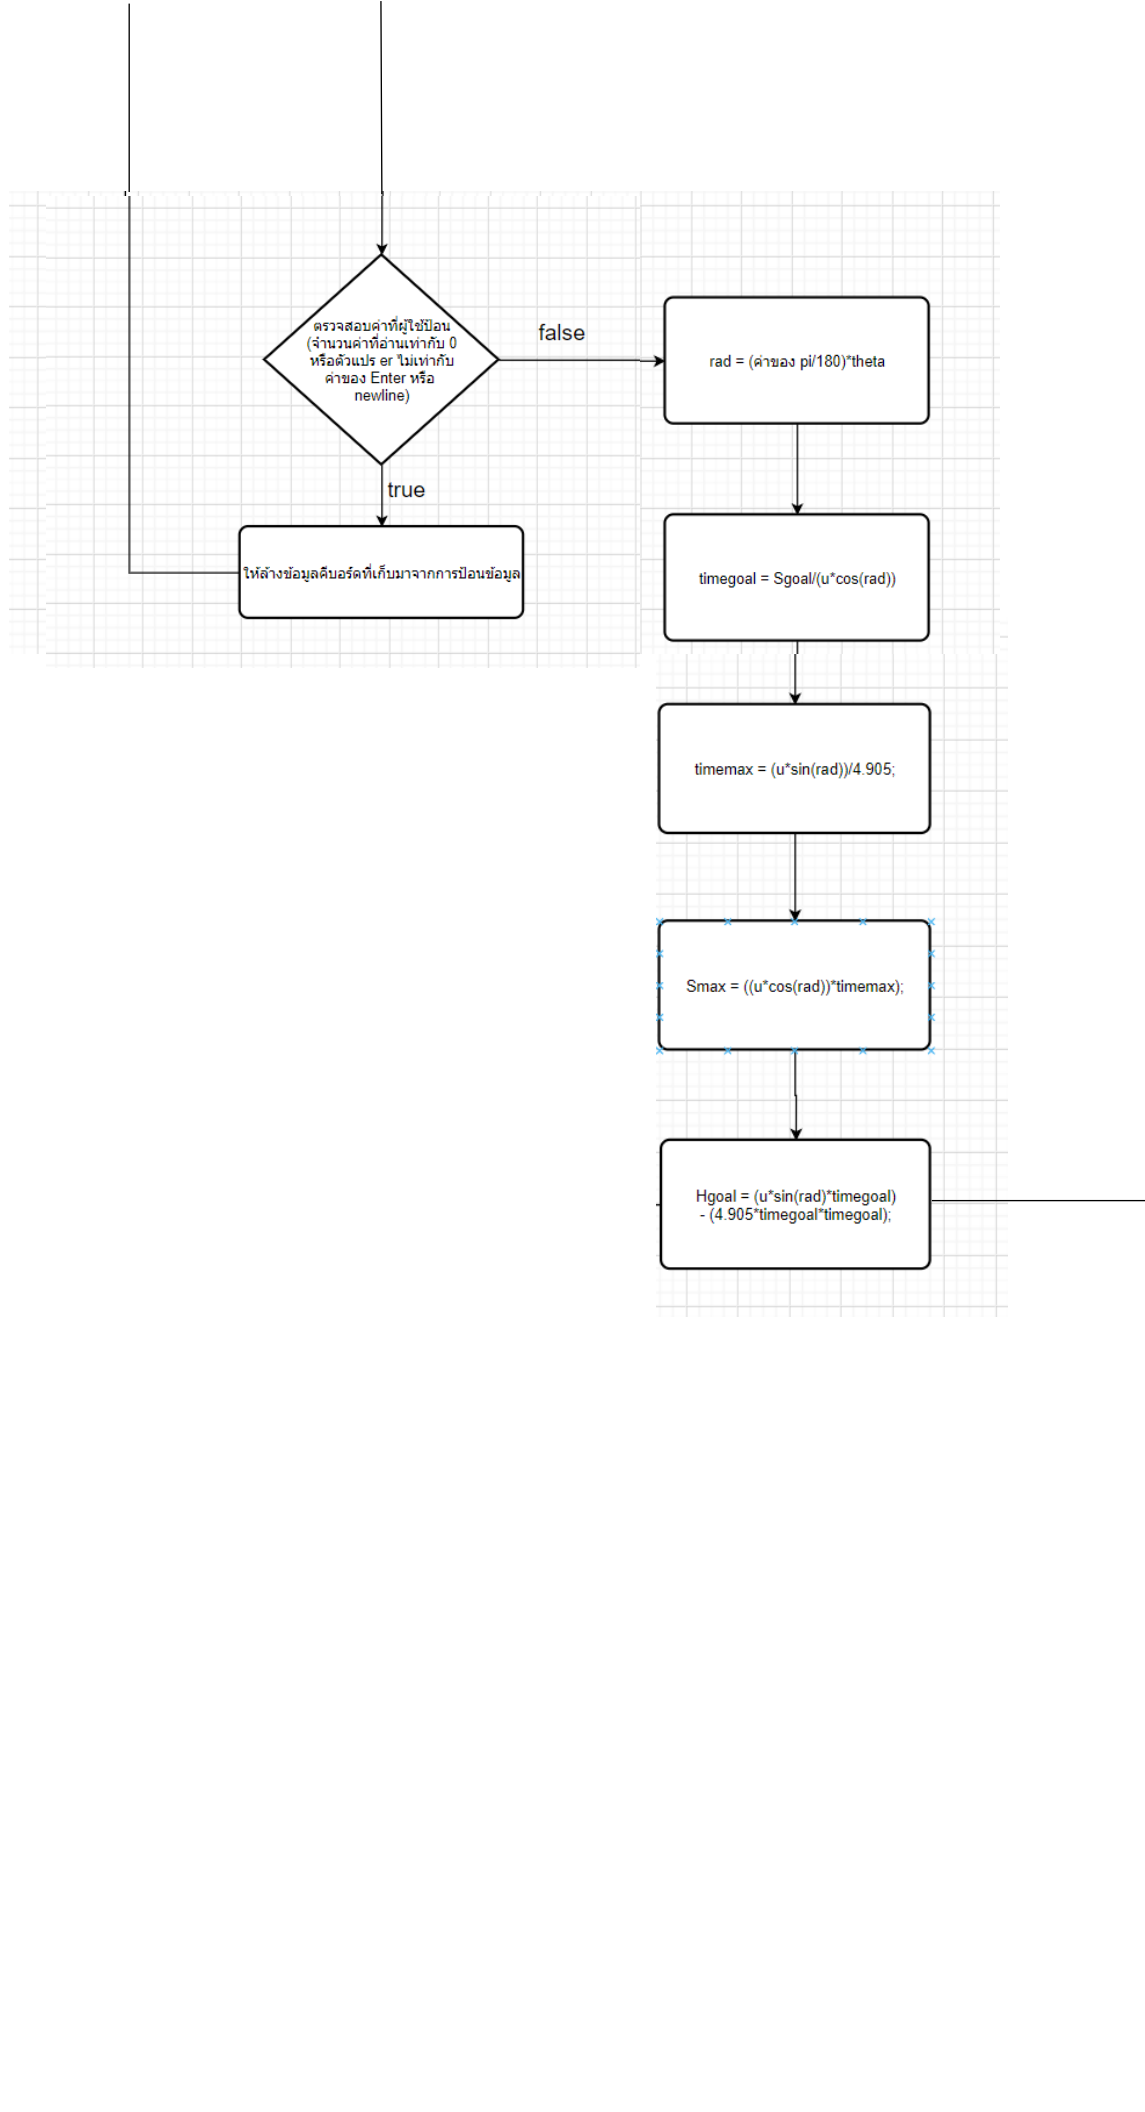 ตรวจสอบค่าที่ผู้ใช้ป้อน
(จำนวนค่าที่อ่านเท่ากับ 0
หรือตัวแปร er ไม่เท่ากับ
ค่าของ Enter หรือ
newline)
false
rad = (ค่าของ pi/180)*theta
true
ให้ล้างข้อมูลคีบอร์ดที่เก็บมาจากการป้อนข้อมูล
timegoal = Sgoal/(u*cos(rad))
timemax = (u*sin(rad))/4.905;
Smax = ((u*cos(rad))*timemax);
Hgoal = (u*sin(rad)*timegoal)
- (4.905*timegoal*timegoal);